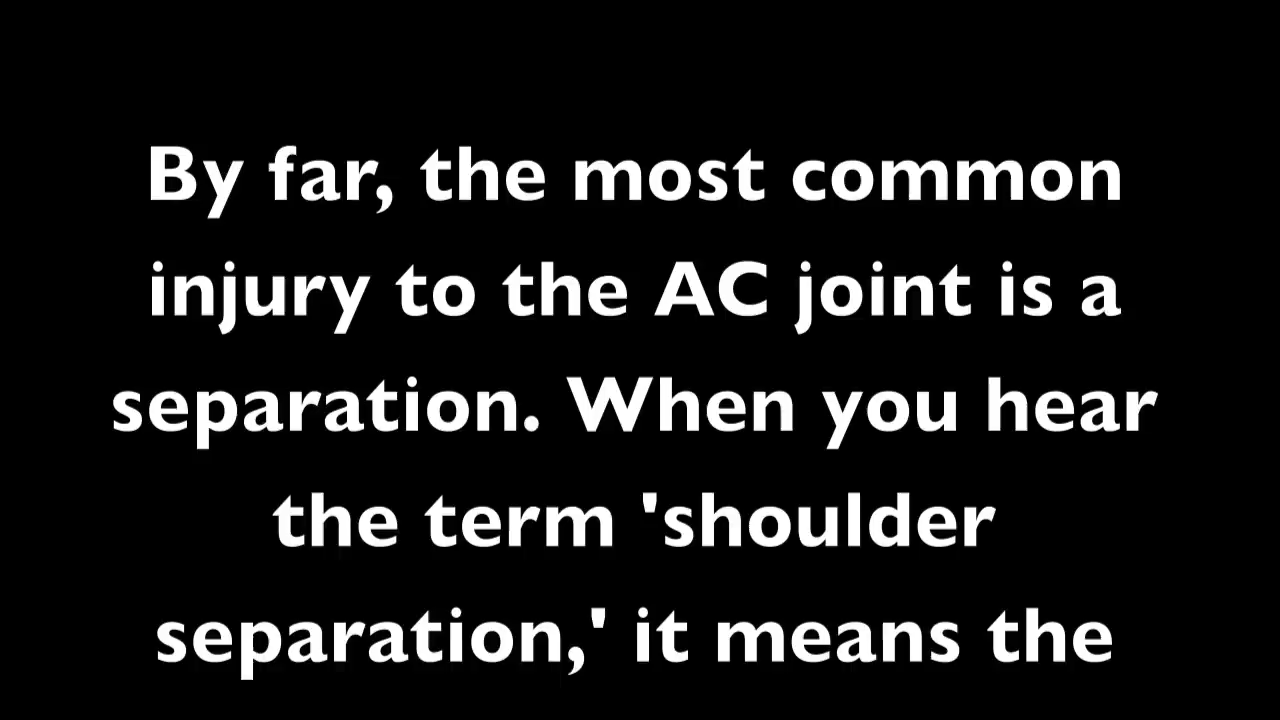 By far, the most common
injury to the AC joint is a
separation. When you hear
the term 'shoulder
separation,' it means the